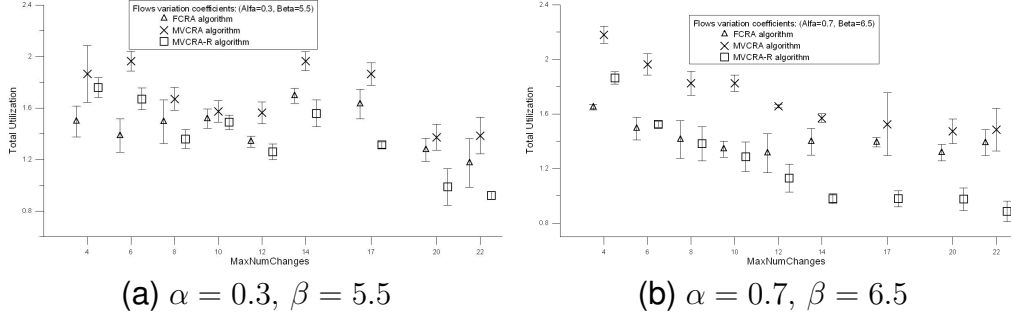 Flows variation coefficients: (Alfa=0.3, Beta=5.5)
FCRA algorithm
MVCRA algorithm
MVCRA-R algorithm
Total Utilization
2.4
2
1.6
1.2
0.8
4 6 8 10 12 14 17 20 22
MaxNumChanges
(a) α = 0.3, β = 5.5
Flows variation coefficients: (Alfa=0.7, Beta=6.5)
FCRA algorithm
MVCRA algorithm
MVCRA-R algorithm
Total Utilization
2.4
2
1.6
1.2
0.8
4 6 8 10 12 14 17 20 22
MaxNumChanges
(b) α = 0.7, β = 6.5